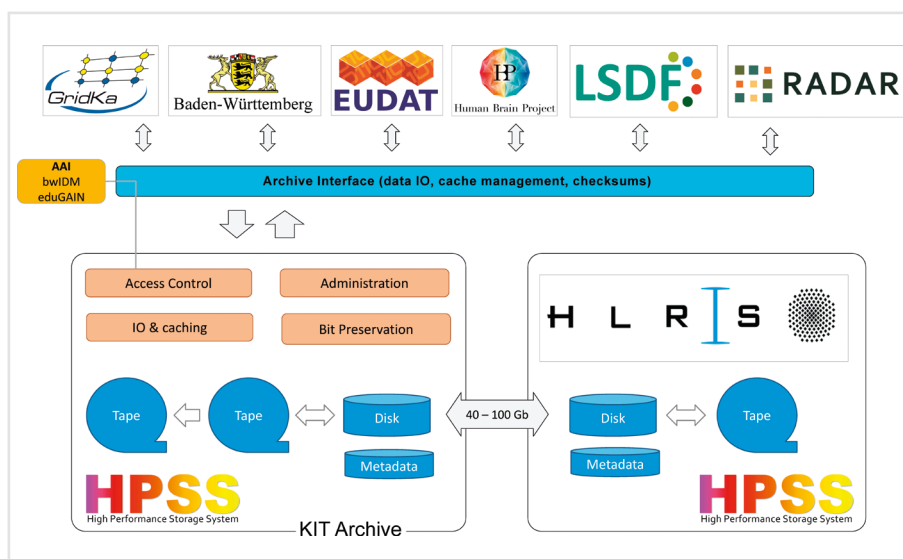 GridKa
Baden-Württemberg
EUDAT
HP
Human Brain Project
LSDF
RADAR
AAI
bwIDM
eduGAIN
Archive Interface (data IO, cache management, checksums)
Access Control
Administration
IO & caching
Bit Preservation
H L R I S
Tape
Tape
Disk
40 – 100 Gb
Disk
Tape
Metadata
Metadata
HPSS
High Performance Storage System
KIT Archive
HPSS
High Performance Storage System